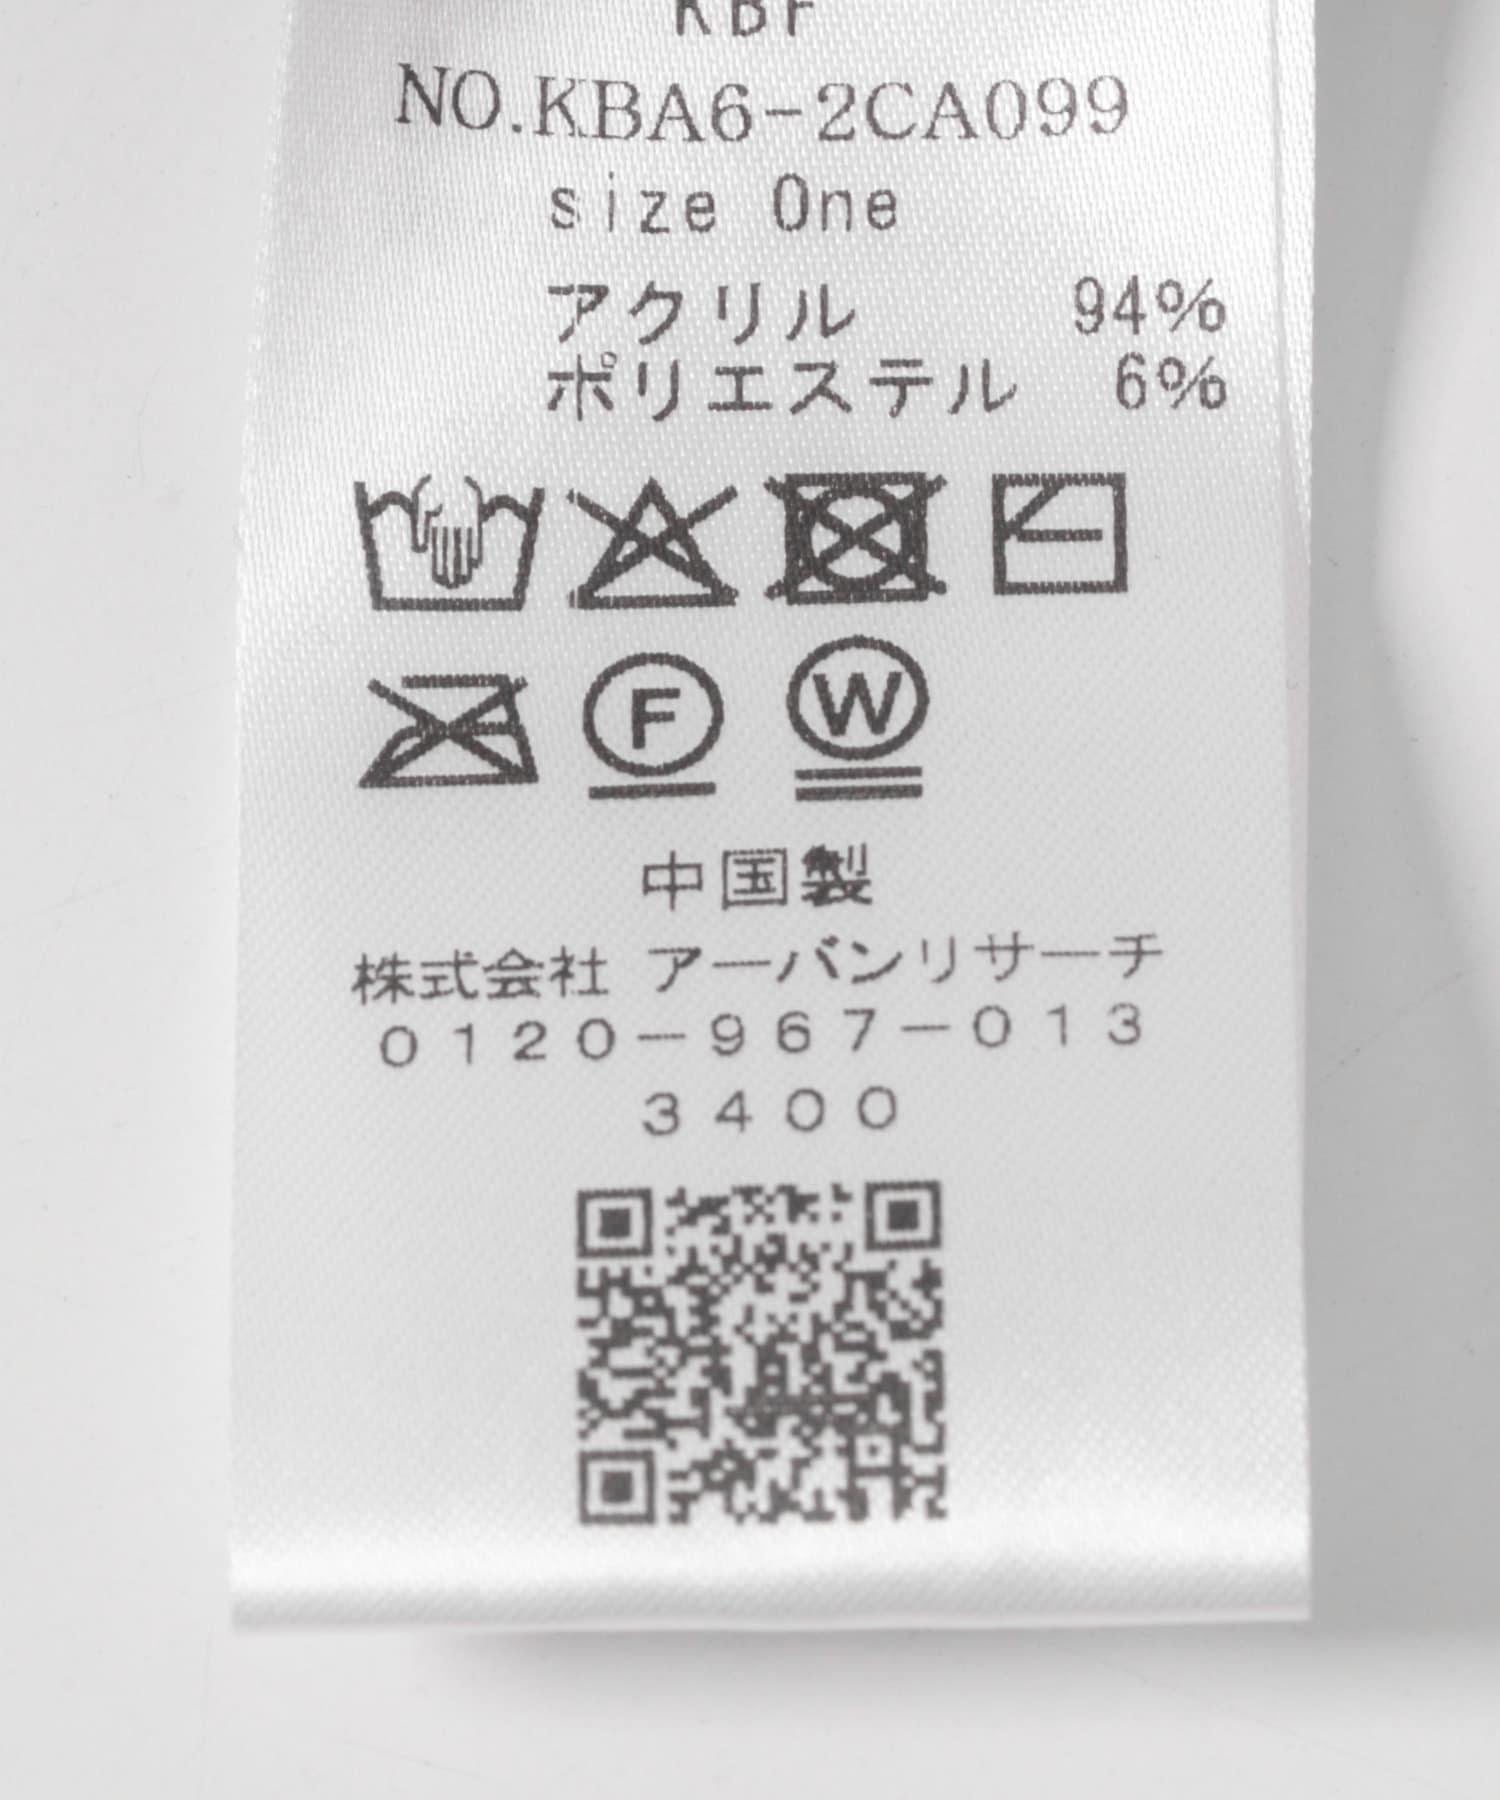 KBF
NO.KBA6-2CA099
size One
アクリル 94%
ポリエステル 6%
F W
中国製
株式会社 アーバンリサーチ
0120-967-013
3400